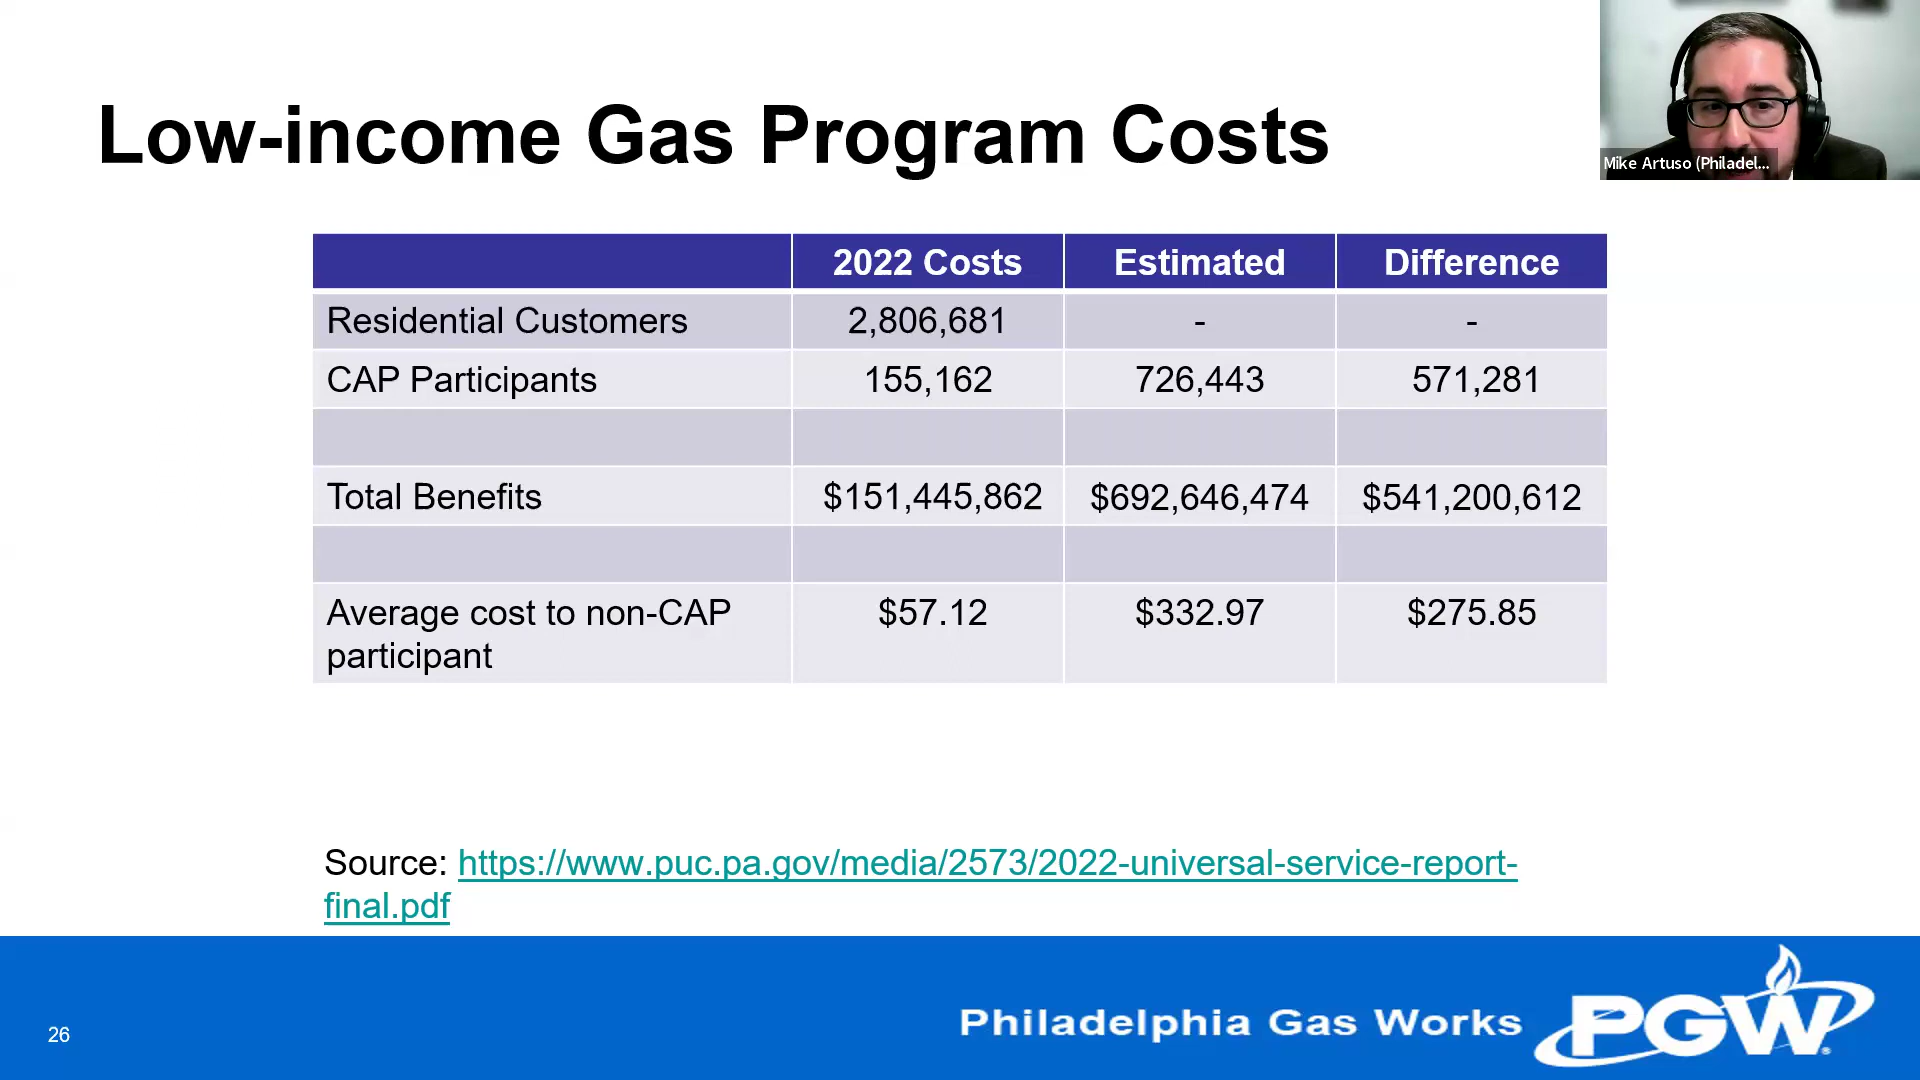 Low-income Gas Program Costs
Mike Artuso (Philadel...
2022 Costs Estimated Difference
Residential Customers 2,806,681 - -
CAP Participants 155,162 726,443 571,281
Total Benefits $151,445,862 $692,646,474 $541,200,612
Average cost to non-CAP $57.12 $332.97 $275.85
participant
Source: https://www.puc.pa.gov/media/2573/2022-universal-service-report-
final.pdf
26
Philadelphia Gas Works PGW